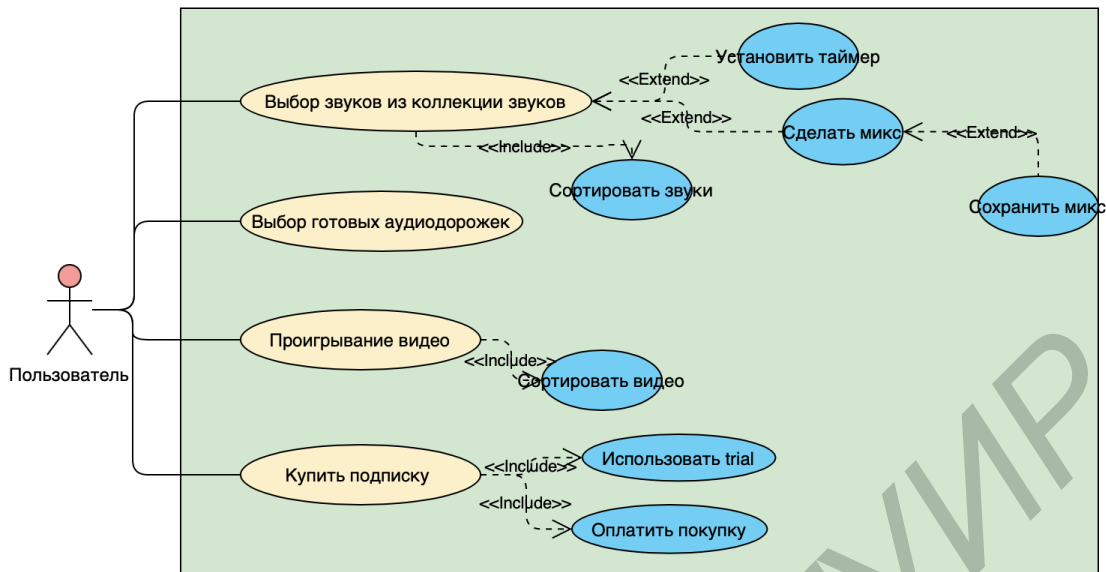 Установить таймер
<<Extend>>
Выбор звуков из коллекции звуков
<<Extend>>
Сделать микс
<<Extend>>
<<Include>>
Сортировать звуки
Сохранить микс
Выбор готовых аудиодорожек
Пользователь
Проигрывание видео
<<Include>>
Сортировать видео
Купить подписку
<<Include>>
Использовать trial
<<Include>>
Оплатить покупку
УИР